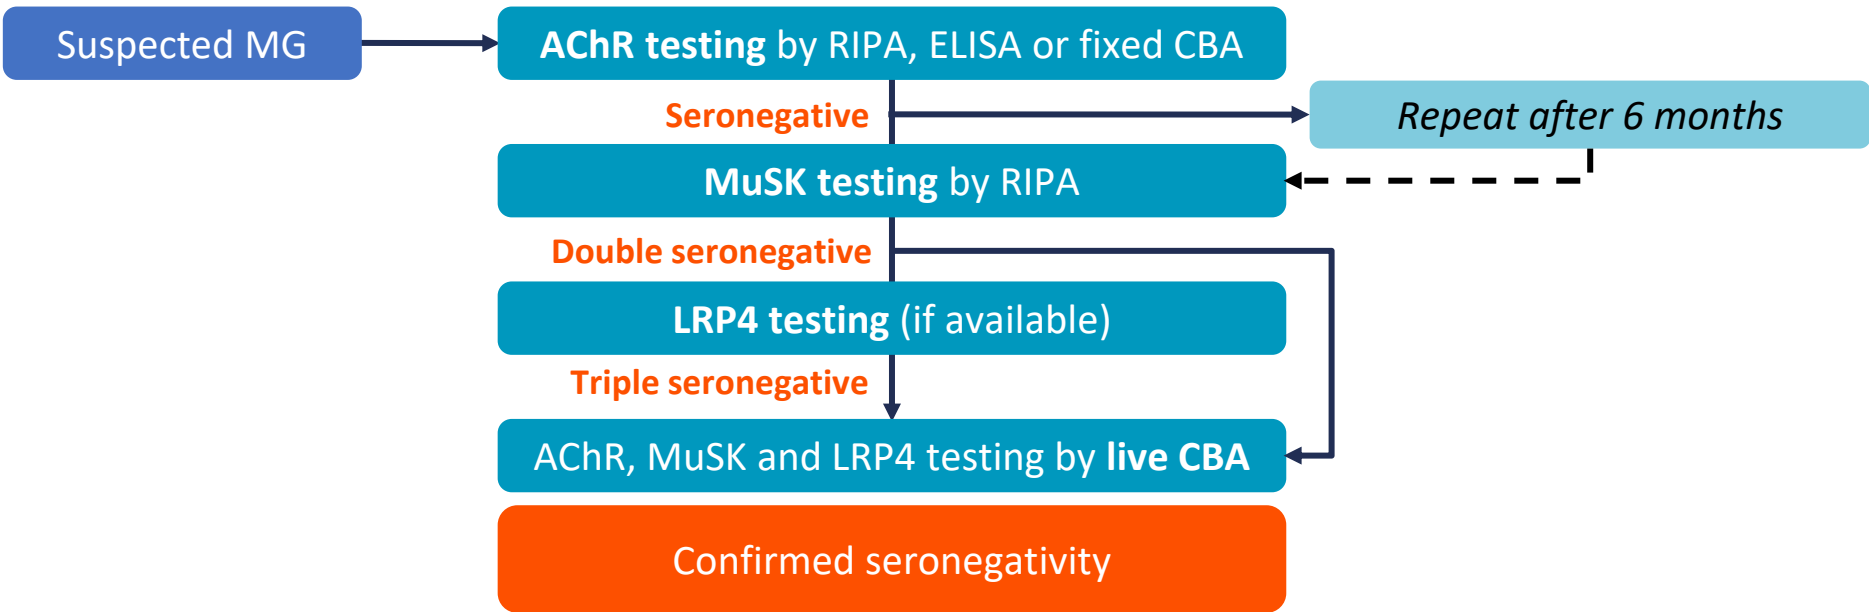 Suspected MG
AChR testing by RIPA, ELISA or fixed CBA
Seronegative
Repeat after 6 months
MuSK testing by RIPA
Double seronegative
LRP4 testing (if available)
Triple seronegative
AChR, MuSK and LRP4 testing by live CBA
Confirmed seronegativity